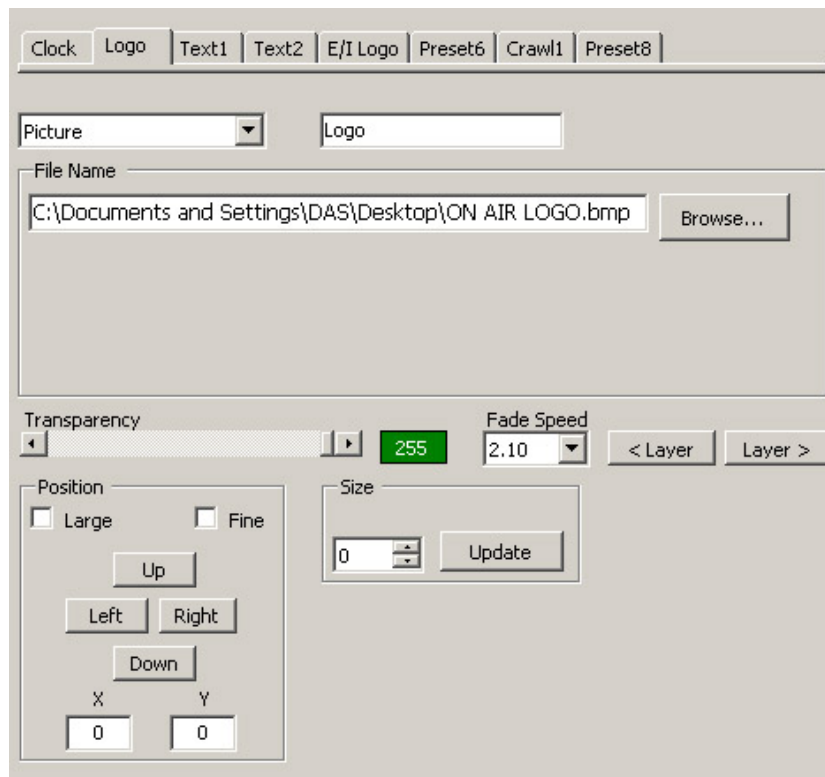 Clock Logo Text1 Text2 E/I Logo Preset6 Crawl1 Preset8
Picture Logo
File Name
C:\Documents and Settings\DAS\Desktop\ON AIR LOGO.bmp Browse...
Transparency Fade Speed
255 2.10 < Layer Layer >
Position Size
Large Fine
0 Update
Up
Left Right
Down
X Y
0 0